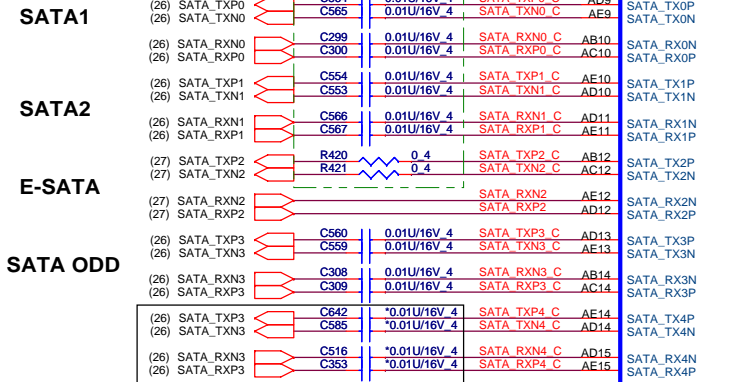 SATA1
(26) SATA_TXP0 SATA_TX0P
(26) SATA_TXN0 C565 0.01U/16V_4 SATA_TXN0_C AE9 SATA_TX0N
(26) SATA_RXN0 C299 0.01U/16V_4 SATA_RXN0_C AB10 SATA_RX0N
(26) SATA_RXP0 C300 0.01U/16V_4 SATA_RXP0_C AC10 SATA_RX0P
SATA2
(26) SATA_TXP1 C554 0.01U/16V_4 SATA_TXP1_C AE10 SATA_TX1P
(26) SATA_TXN1 C553 0.01U/16V_4 SATA_TXN1_C AD10 SATA_TX1N
(26) SATA_RXN1 C566 0.01U/16V_4 SATA_RXN1_C AD11 SATA_RX1N
(26) SATA_RXP1 C567 0.01U/16V_4 SATA_RXP1_C AE11 SATA_RX1P
E-SATA
(27) SATA_TXP2 R420 0_4 SATA_TXP2_C AB12 SATA_TX2P
(27) SATA_TXN2 R421 0_4 SATA_TXN2_C AC12 SATA_TX2N
(27) SATA_RXN2 SATA_RXN2 AE12 SATA_RX2N
(27) SATA_RXP2 SATA_RXP2 AD12 SATA_RX2P
SATA ODD
(26) SATA_TXP3 C560 0.01U/16V_4 SATA_TXP3_C AD13 SATA_TX3P
(26) SATA_TXN3 C559 0.01U/16V_4 SATA_TXN3_C AE13 SATA_TX3N
(26) SATA_RXN3 C308 0.01U/16V_4 SATA_RXN3_C AB14 SATA_RX3N
(26) SATA_RXP3 C309 0.01U/16V_4 SATA_RXP3_C AC14 SATA_RX3P
(26) SATA_TXP3 C642 *0.01U/16V_4 SATA_TXP4_C AE14 SATA_TX4P
(26) SATA_TXN3 C585 *0.01U/16V_4 SATA_TXN4_C AD14 SATA_TX4N
(26) SATA_RXN3 C516 *0.01U/16V_4 SATA_RXN4_C AD15 SATA_RX4N
(26) SATA_RXP3 C353 *0.01U/16V_4 SATA_RXP4_C AE15 SATA_RX4P